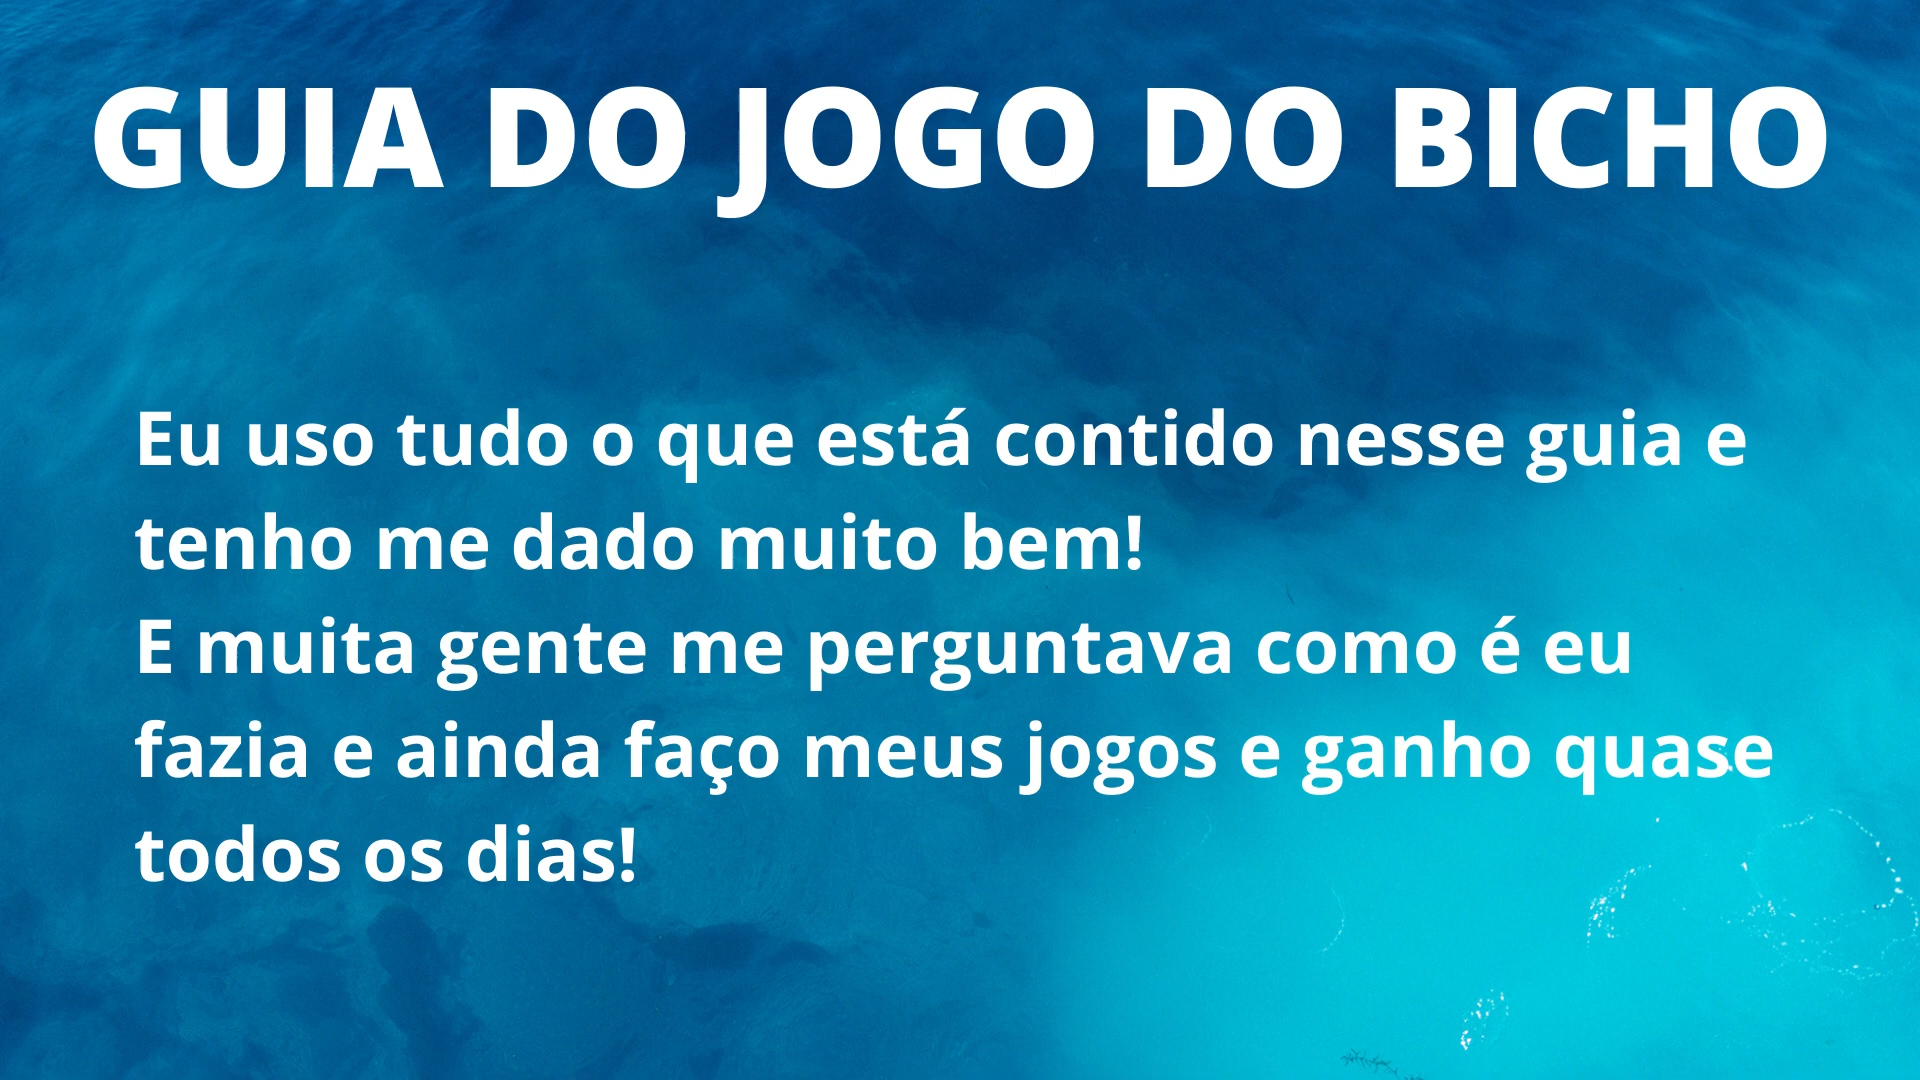 GUIA DO JOGO DO BICHO
Eu uso tudo o que está contido nesse guia e
tenho me dado muito bem!
E muita gente me perguntava como é eu
fazia e ainda faço meus jogos e ganho quase
todos os dias!